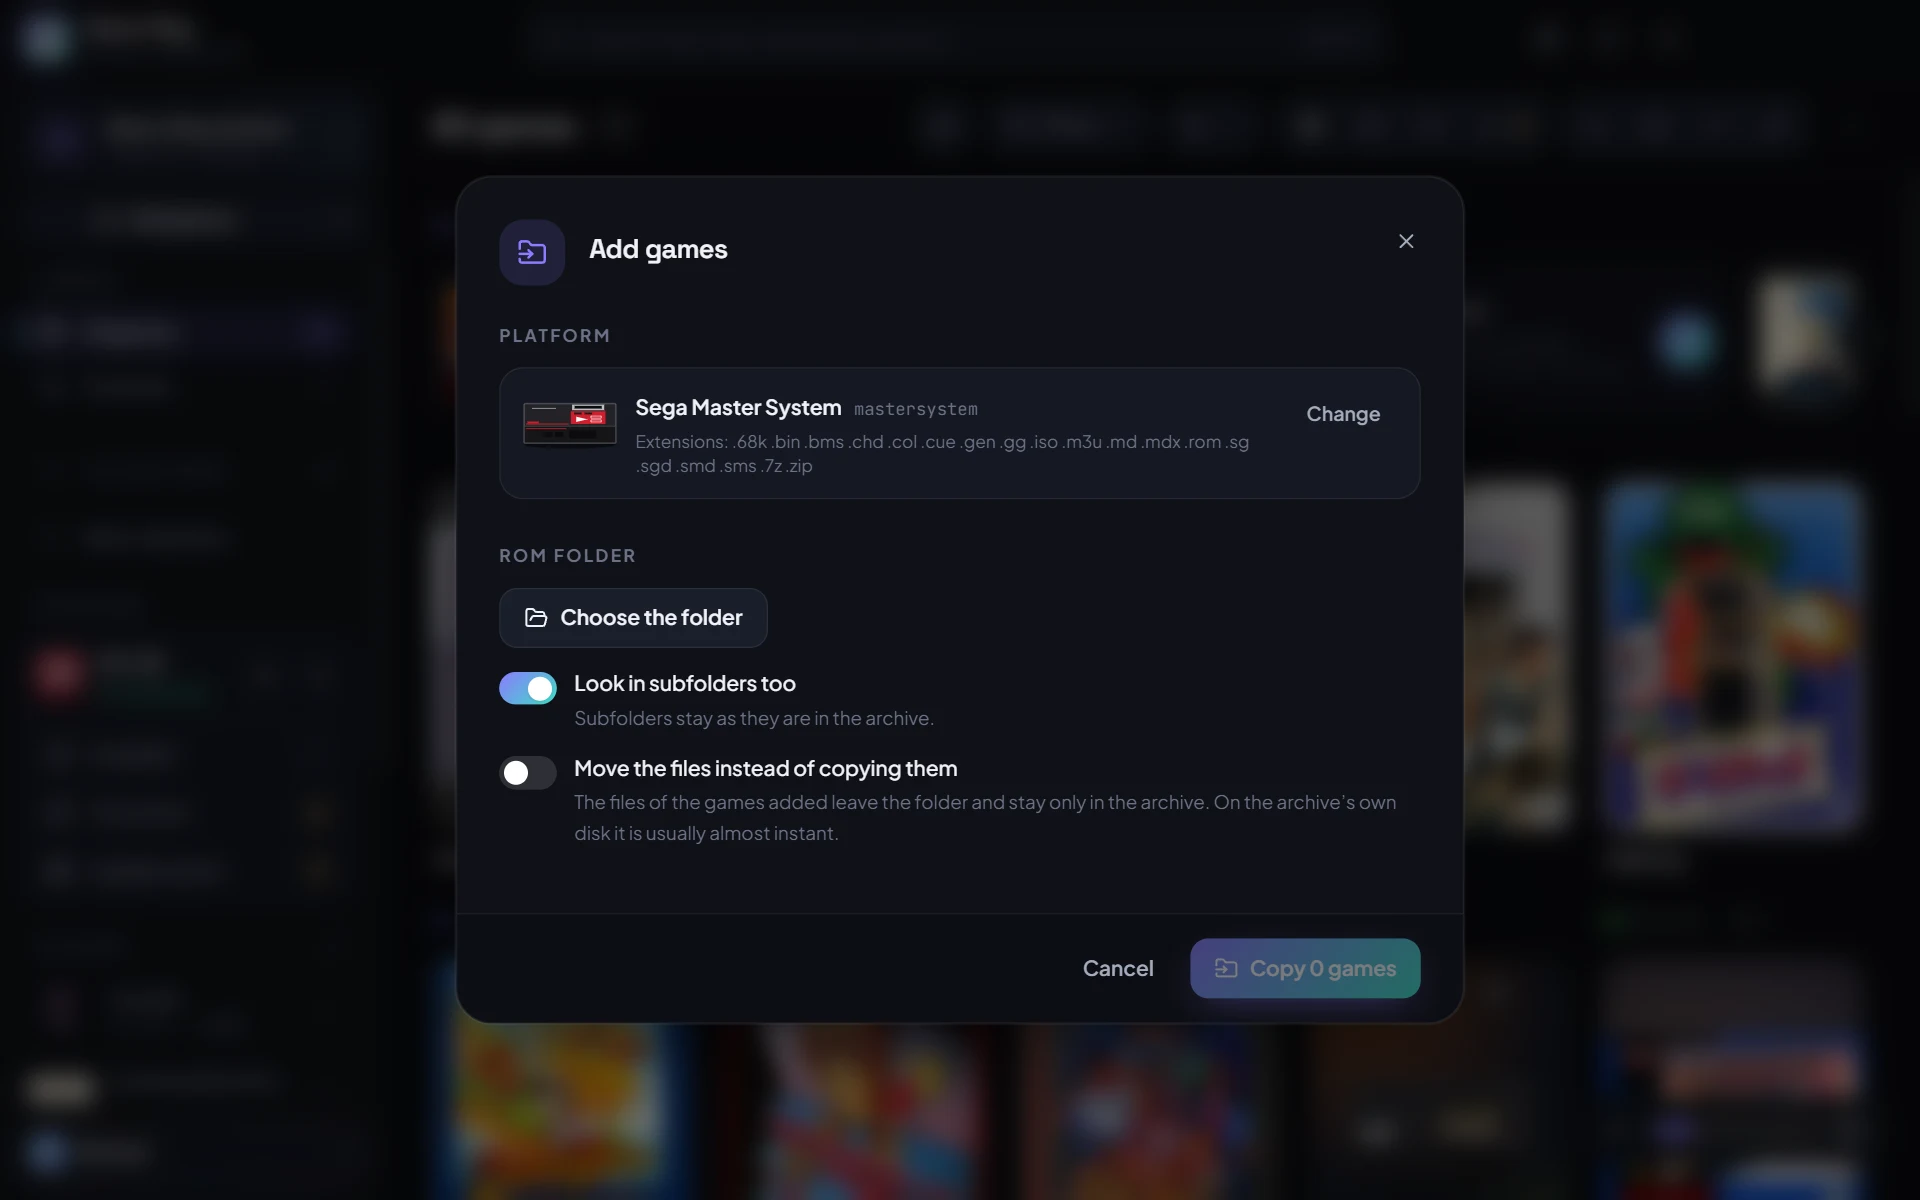 Add games
PLATFORM
Sega Master System mastersystem
Change
Extensions: .68k .bin .bms .chd .col .cue .gen .gg .iso .m3u .md .mdx .rom .sg
.sgd .smd .sms .7z .zip
ROM FOLDER
Choose the folder
Look in subfolders too
Subfolders stay as they are in the archive.
Move the files instead of copying them
The files of the games added leave the folder and stay only in the archive. On the archive's own
disk it is usually almost instant.
Cancel
Copy 0 games